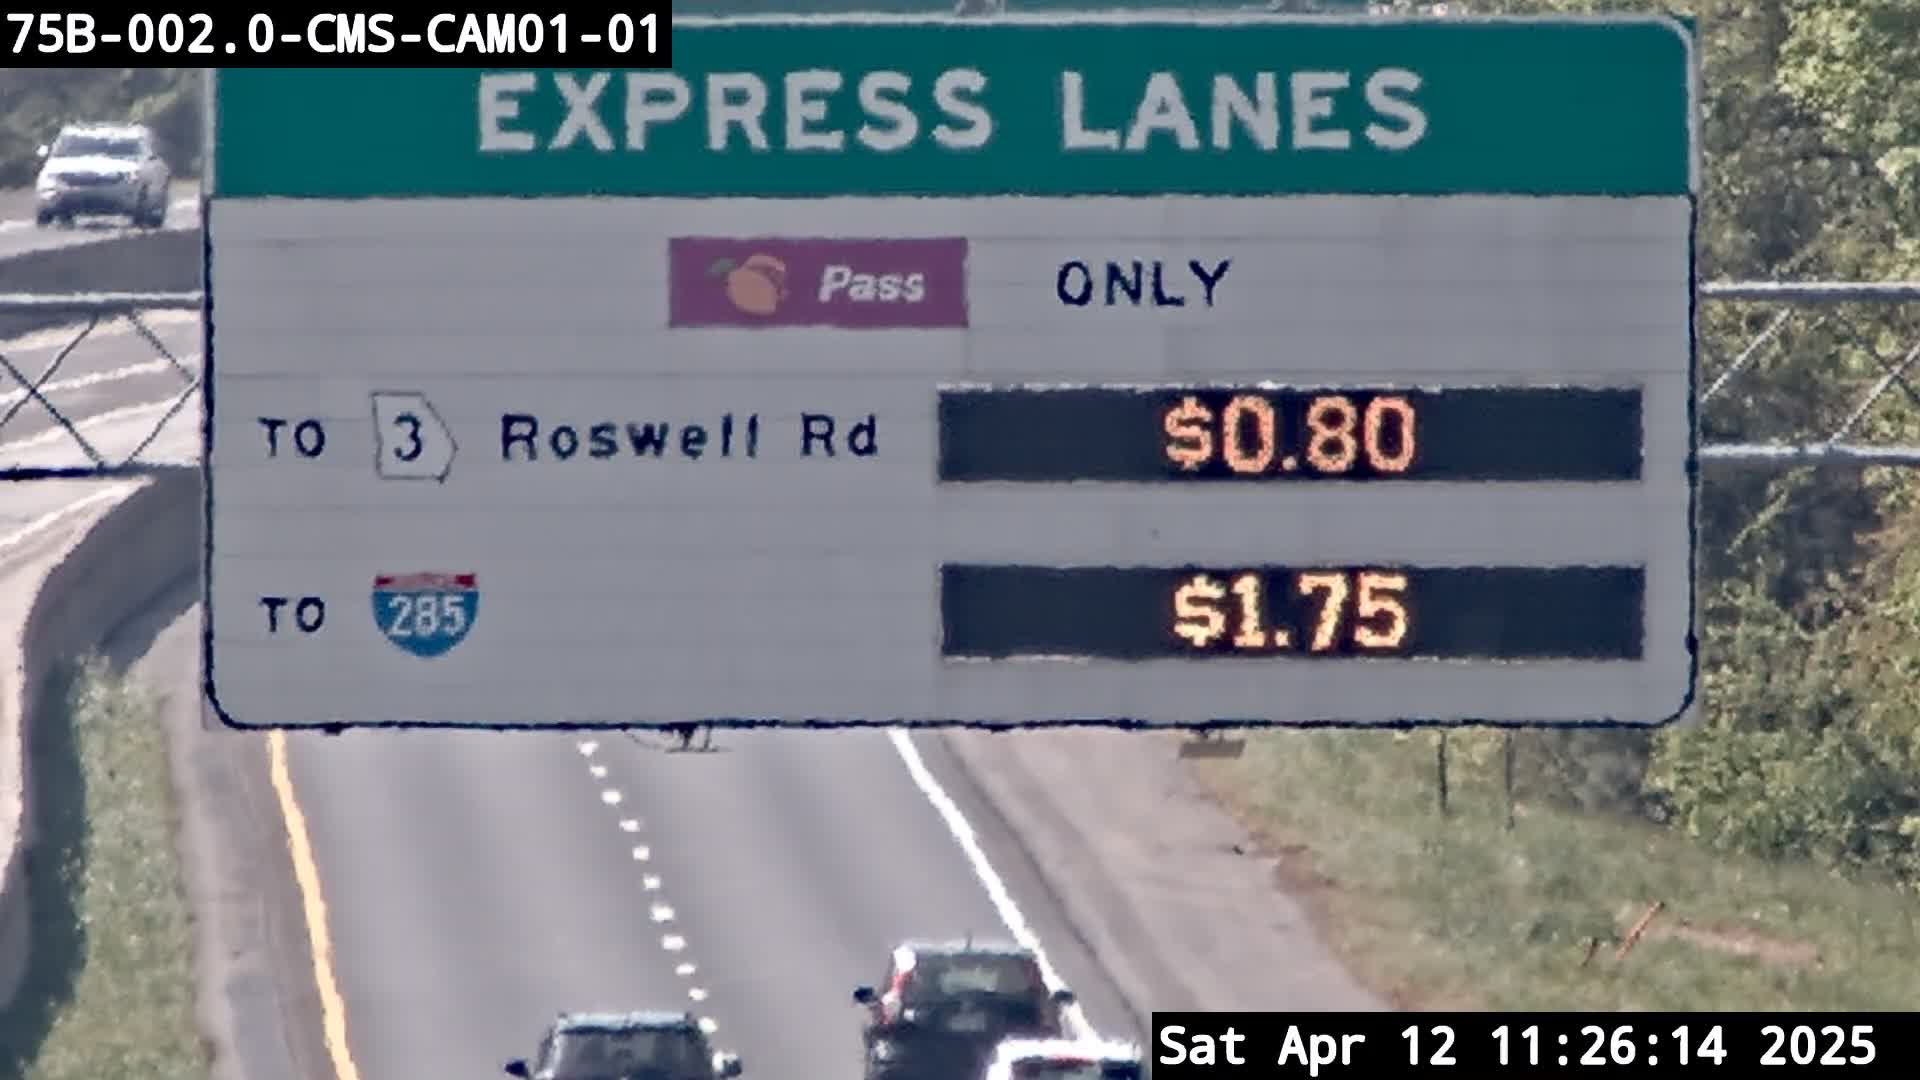 75B-002.0-CMS-CAM01-01
EXPRESS LANES
Pass ONLY
TO 3 Roswell Rd $0.80
TO 285 $1.75
Sat Apr 12 11:26:14 2025